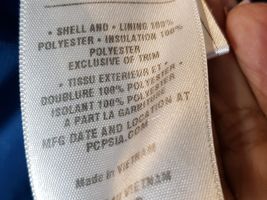 • SHELL AND • LINING 100%
POLYESTER • INSULATION 100%
POLYESTER
EXCLUSIVE OF TRIM
• TISSU EXTERIEUR ET •
DOUBLURE 100% POLYESTER •
ISOLANT 100% POLYESTER
A PART LA GARNITURE
MFG DATE AND LOCATION AT
PCPSIA.COM
Made in VIETNAM
VIETNAM